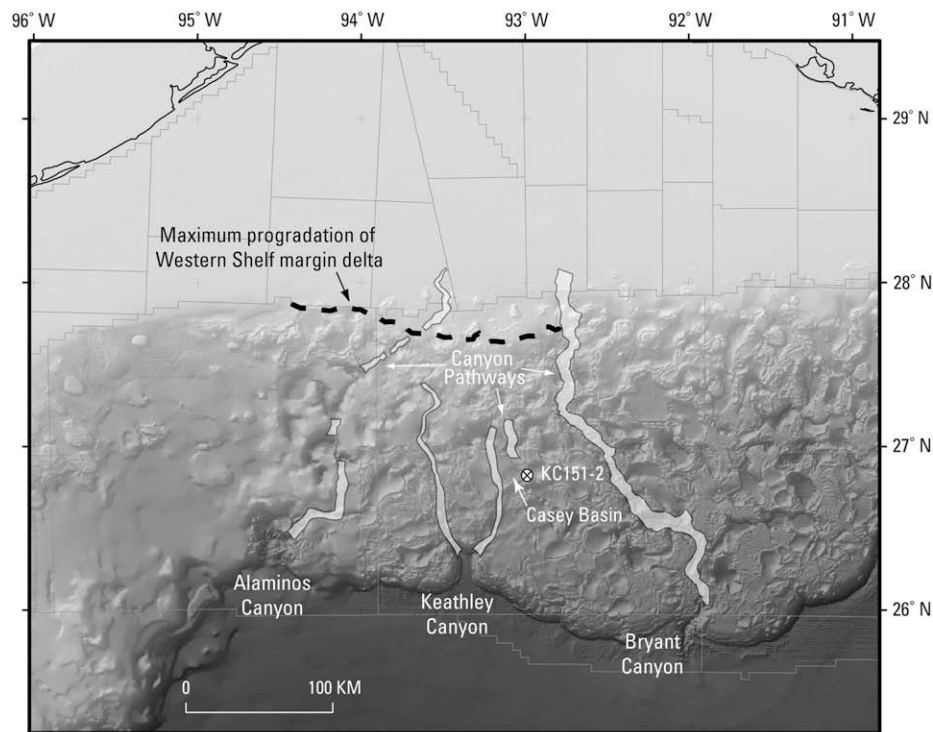 96° W
95° W
94° W
93° W
92° W
91° W
29° N
28° N
27° N
26° N
Maximum progradation of
Western Shelf margin delta
Canyon
Pathways
KC151-2
Casey Basin
Alaminos
Canyon
Keathley
Canyon
Bryant
Canyon
0
100 KM